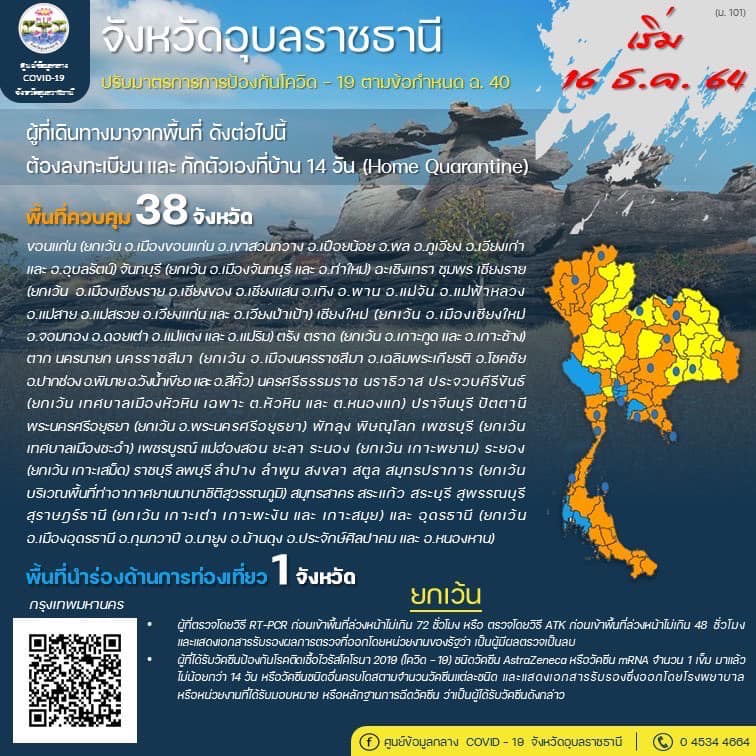 (น. 101)
ศูนย์ข้อมูลกลาง
COVID-19
จังหวัดอุบลราชธานี
จังหวัดอุบลราชธานี
ปรับมาตรการการป้องกันโควิด - 19 ตามข้อกำหนด ฉ. 40
เริ่ม
16 ธ.ค. 64
ผู้ที่เดินทางมาจากพื้นที่ ดังต่อไปนี้
ต้องลงทะเบียน และ กักตัวเองที่บ้าน 14 วัน (Home Quarantine)
พื้นที่ควบคุม 38 จังหวัด
ขอนแก่น (ยกเว้น อ.เมืองขอนแก่น อ.เขาสวนกวาง อ.เปือยน้อย อ.พล อ.ภูเวียง อ.เวียงเก่า
และ อ.อุบลรัตน์) จันทบุรี (ยกเว้น อ.เมืองจันทบุรี และ อ.ท่าใหม่) ฉะเชิงเทรา ชุมพร เชียงราย
(ยกเว้น อ.เมืองเชียงราย อ.เชียงของ อ.เชียงแสน อ.เทิง อ.พาน อ.แม่จัน อ.แม่ฟ้าหลวง
อ.แม่สาย อ.แม่สรวย อ.เวียงแก่น และ อ.เวียงป่าเป้า) เชียงใหม่ (ยกเว้น อ.เมืองเชียงใหม่
อ.จอมทอง อ.ดอยเต่า อ.แม่แตง และ อ.แม่ริม) ตรัง ตราด (ยกเว้น อ.เกาะกูด และ อ.เกาะช้าง)
ตาก นครนายก นครราชสีมา (ยกเว้น อ.เมืองนครราชสีมา อ.เฉลิมพระเกียรติ อ.โชคชัย
อ.ปากช่อง อ.พิมาย อ.วังน้ำเขียว และ อ.สีคิ้ว) นครศรีธรรมราช นราธิวาส ประจวบคีรีขันธ์
(ยกเว้น เทศบาลเมืองหัวหิน เฉพาะ ต.หัวหิน และ ต.หนองแก) ปราจีนบุรี ปัตตานี
พระนครศรีอยุธยา (ยกเว้น อ.พระนครศรีอยุธยา) พัทลุง พิษณุโลก เพชรบุรี (ยกเว้น
เทศบาลเมืองชะอำ) เพชรบูรณ์ แม่ฮ่องสอน ยะลา ระนอง (ยกเว้น เกาะพยาม) ระยอง
(ยกเว้น เกาะเสม็ด) ราชบุรี ลพบุรี ลำปาง ลำพูน สงขลา สตูล สมุทรปราการ (ยกเว้น
บริเวณพื้นที่ท่าอากาศยานนานาชาติสุวรรณภูมิ) สมุทรสาคร สระแก้ว สระบุรี สุพรรณบุรี
สุราษฎร์ธานี (ยกเว้น เกาะเต่า เกาะพะงัน และ เกาะสมุย) และ อุดรธานี (ยกเว้น
อ.เมืองอุดรธานี อ.กุมภวาปี อ.นายูง อ.บ้านดุง อ.ประจักษ์ศิลปาคม และ อ.หนองหาน)
พื้นที่นำร่องด้านการท่องเที่ยว 1 จังหวัด
กรุงเทพมหานคร
ยกเว้น
• ผู้ที่ตรวจโดยวิธี RT-PCR ก่อนเข้าพื้นที่ล่วงหน้าไม่เกิน 72 ชั่วโมง หรือ ตรวจโดยวิธี ATK ก่อนเข้าพื้นที่ล่วงหน้าไม่เกิน 48 ชั่วโมง
และแสดงเอกสารรับรองผลการตรวจที่ออกโดยหน่วยงานของรัฐว่า เป็นผู้มีผลตรวจเป็นลบ
• ผู้ที่ได้รับวัคซีนป้องกันโรคติดเชื้อไวรัสโคโรนา 2019 (โควิด -19) ชนิดวัคซีน AstraZeneca หรือวัคซีน mRNA จำนวน 1 เข็ม มาแล้ว
ไม่น้อยกว่า 14 วัน หรือวัคซีนชนิดอื่นครบโดสตามจำนวนวัคซีนแต่ละชนิด และแสดงเอกสารรับรองซึ่งออกโดยโรงพยาบาล
หรือหน่วยงานที่ได้รับมอบหมาย หรือหลักฐานการฉีดวัคซีน ว่าเป็นผู้ได้รับวัคซีนดังกล่าว
ศูนย์ข้อมูลกลาง COVID - 19 จังหวัดอุบลราชธานี
0 4534 4664